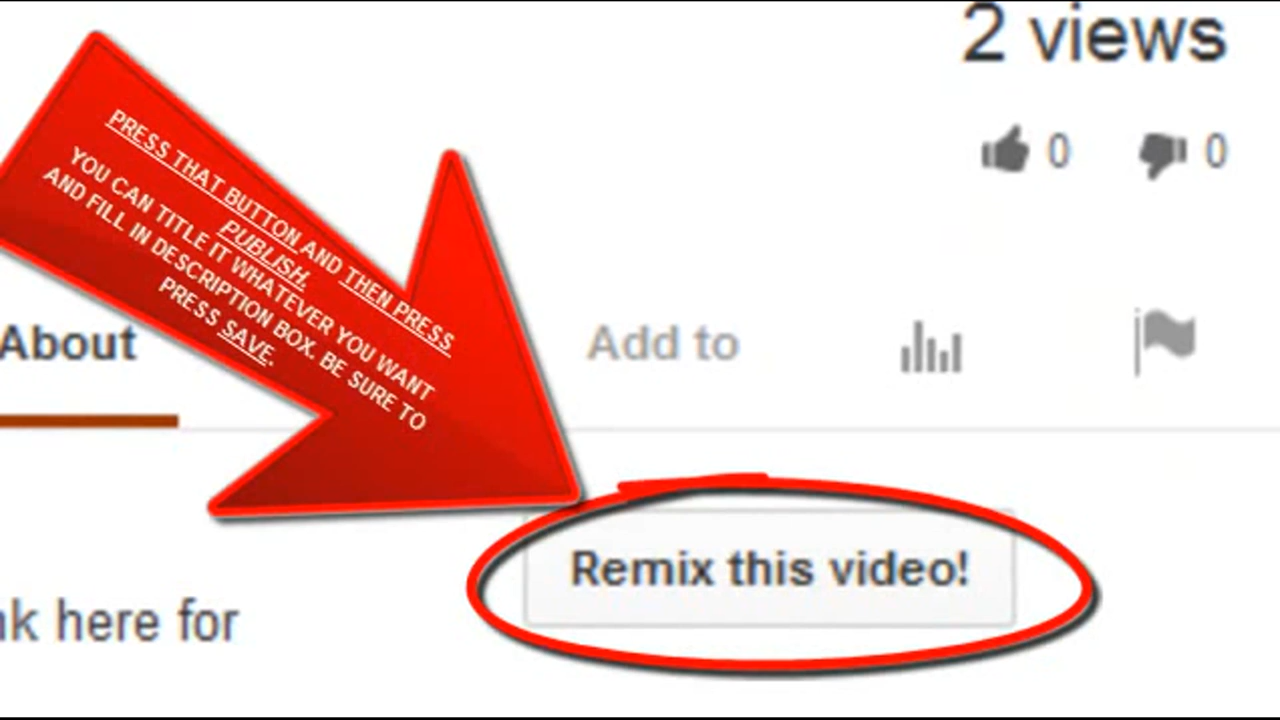 2 views
0 0
PRESS THAT BUTTON AND THEN PRESS
PUBLISH.
YOU CAN TITLE IT WHATEVER YOU WANT
AND FILL IN DESCRIPTION BOX. BE SURE TO
PRESS SAVE.
About Add to
Remix this video!
nk here for